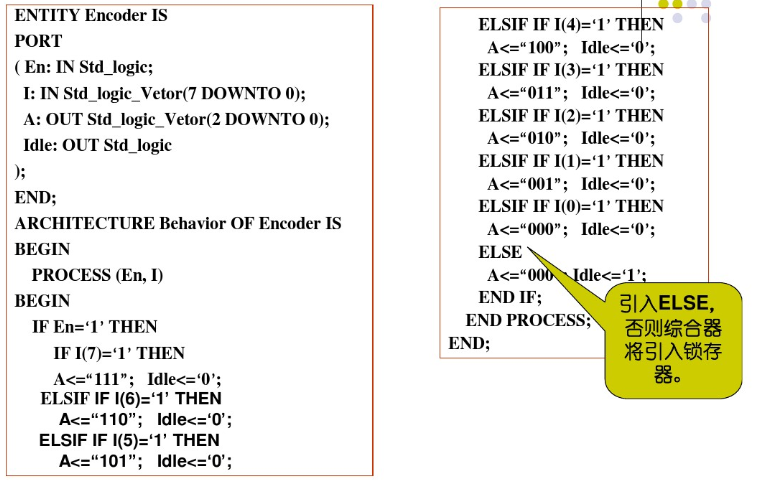 ENTITY Encoder IS
PORT
( En: IN Std_logic;
I: IN Std_logic_Vetor(7 DOWNTO 0);
A: OUT Std_logic_Vetor(2 DOWNTO 0);
Idle: OUT Std_logic
);
END;
ARCHITECTURE Behavior OF Encoder IS
BEGIN
PROCESS (En, I)
BEGIN
IF En=‘1’ THEN
IF I(7)=‘1’ THEN
A<=“111”; Idle<=‘0’;
ELSIF IF I(6)=‘1’ THEN
A<=“110”; Idle<=‘0’;
ELSIF IF I(5)=‘1’ THEN
A<=“101”; Idle<=‘0’;
ELSIF IF I(4)=‘1’ THEN
A<=“100”; Idle<=‘0’;
ELSIF IF I(3)=‘1’ THEN
A<=“011”; Idle<=‘0’;
ELSIF IF I(2)=‘1’ THEN
A<=“010”; Idle<=‘0’;
ELSIF IF I(1)=‘1’ THEN
A<=“001”; Idle<=‘0’;
ELSIF IF I(0)=‘1’ THEN
A<=“000”; Idle<=‘0’;
ELSE
A<=“000”; Idle<=‘1’;
END IF;
END PROCESS;
END;
引入ELSE,
否则综合器
将引入锁存
器。